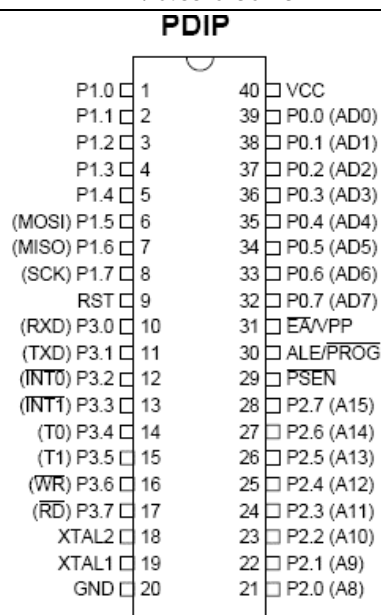 PDIP
P1.0 1 40 VCC
P1.1 2 39 P0.0 (AD0)
P1.2 3 38 P0.1 (AD1)
P1.3 4 37 P0.2 (AD2)
P1.4 5 36 P0.3 (AD3)
(MOSI) P1.5 6 35 P0.4 (AD4)
(MISO) P1.6 7 34 P0.5 (AD5)
(SCK) P1.7 8 33 P0.6 (AD6)
RST 9 32 P0.7 (AD7)
(RXD) P3.0 10 31 E̅A̅/VPP
(TXD) P3.1 11 30 ALE/P̅R̅O̅G̅
(I̅N̅T̅0̅) P3.2 12 29 P̅S̅E̅N̅
(I̅N̅T̅1̅) P3.3 13 28 P2.7 (A15)
(T0) P3.4 14 27 P2.6 (A14)
(T1) P3.5 15 26 P2.5 (A13)
(W̅R̅) P3.6 16 25 P2.4 (A12)
(R̅D̅) P3.7 17 24 P2.3 (A11)
XTAL2 18 23 P2.2 (A10)
XTAL1 19 22 P2.1 (A9)
GND 20 21 P2.0 (A8)